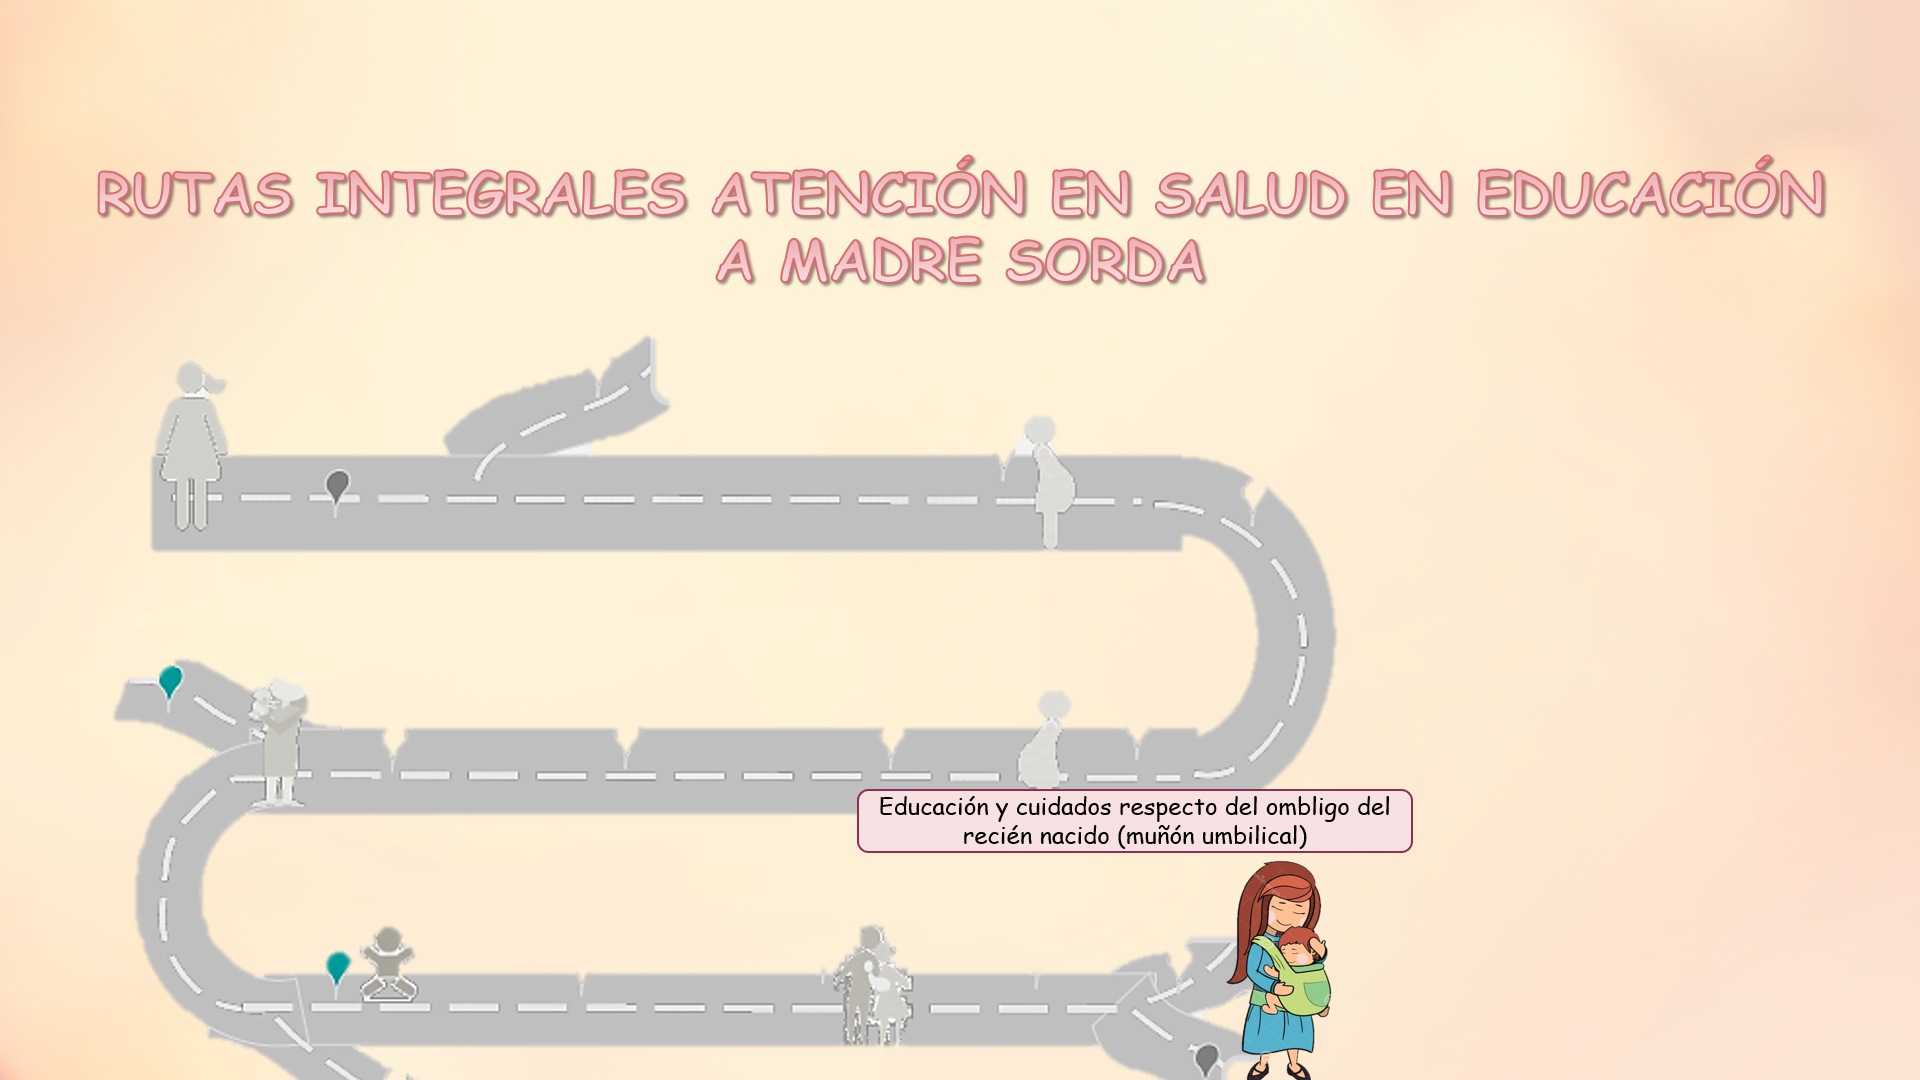 RUTAS INTEGRALES ATENCIÓN EN SALUD EN EDUCACIÓN
A MADRE SORDA
Educación y cuidados respecto del ombligo del
recién nacido (muñón umbilical)